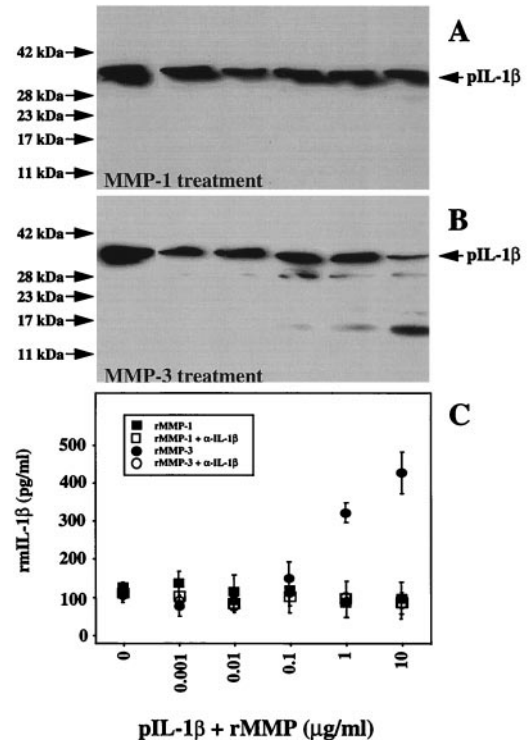 A
42 kDa
pIL-1β
28 kDa
23 kDa
17 kDa
11 kDa
MMP-1 treatment
B
42 kDa
pIL-1β
28 kDa
23 kDa
17 kDa
11 kDa
MMP-3 treatment
C
rMMP-1
rMMP-1 + α-IL-1β
rMMP-3
rMMP-3 + α-IL-1β
rmIL-1β (pg/ml)
500
400
300
200
100
0
0 0.001 0.01 0.1 1 10
pIL-1β + rMMP (μg/ml)